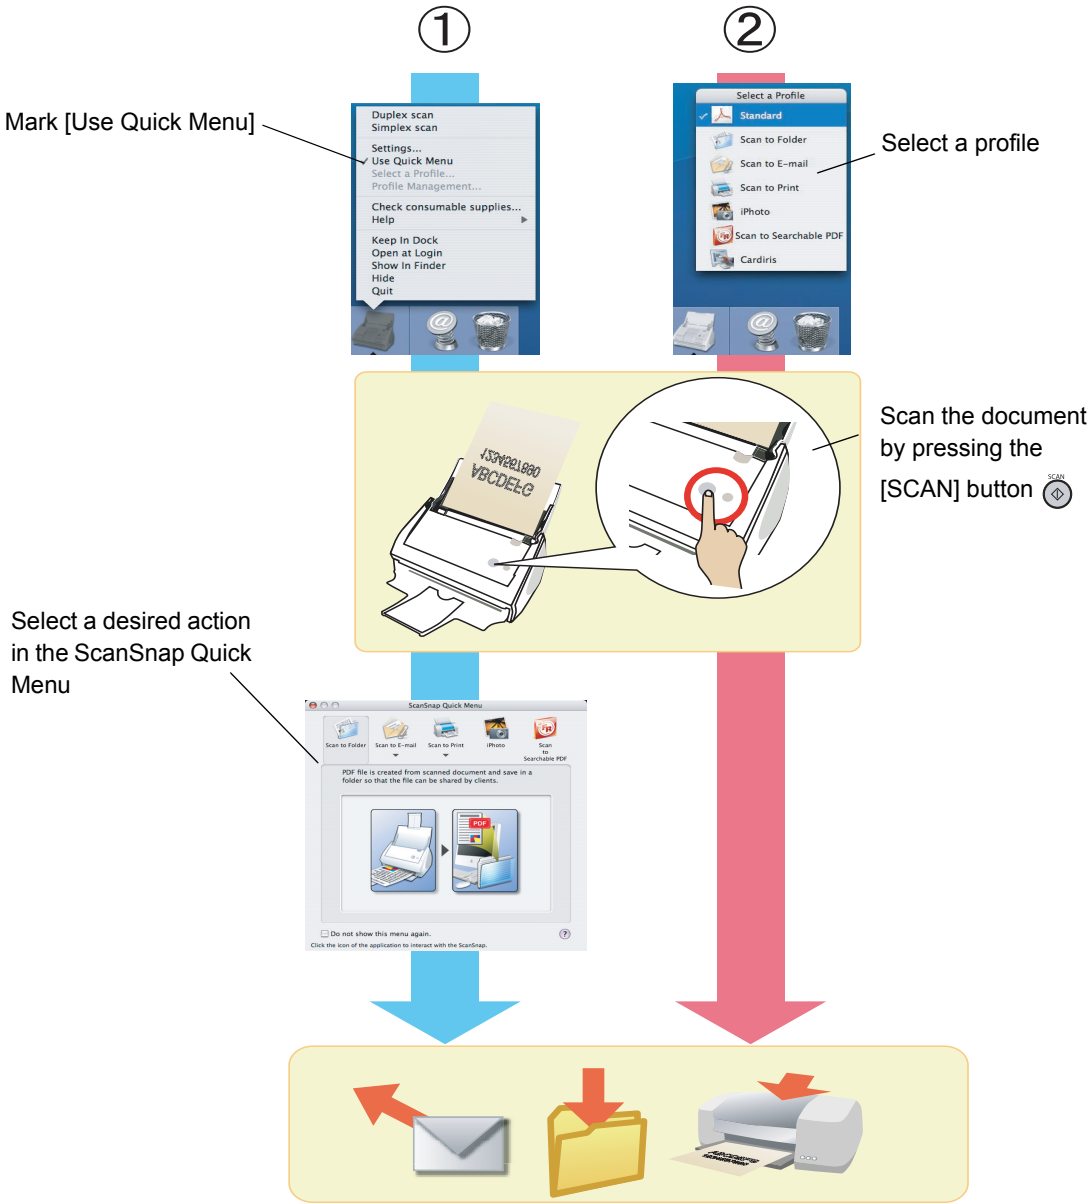 ① ②
Mark [Use Quick Menu]
Duplex scan
Simplex scan
Settings...
✓ Use Quick Menu
Select a Profile...
Profile Management...
Check consumable supplies...
Help ▶
Keep In Dock
Open at Login
Show In Finder
Hide
Quit
@
Select a Profile
✓ Standard
Scan to Folder
Scan to E-mail
Scan to Print
iPhoto
Scan to Searchable PDF
Cardiris
@
Select a profile
1234567890
ABCDEFG
Scan the document
by pressing the
[SCAN] button
SCAN
Select a desired action
in the ScanSnap Quick
Menu
ScanSnap Quick Menu
Scan to Folder
Scan to E-mail
Scan to Print
iPhoto
Scan
to
Searchable PDF
PDF file is created from scanned document and save in a
folder so that the file can be shared by clients.
PDF
Do not show this menu again.
?
Click the icon of the application to interact with the ScanSnap.
ABCDEFG
1234567890